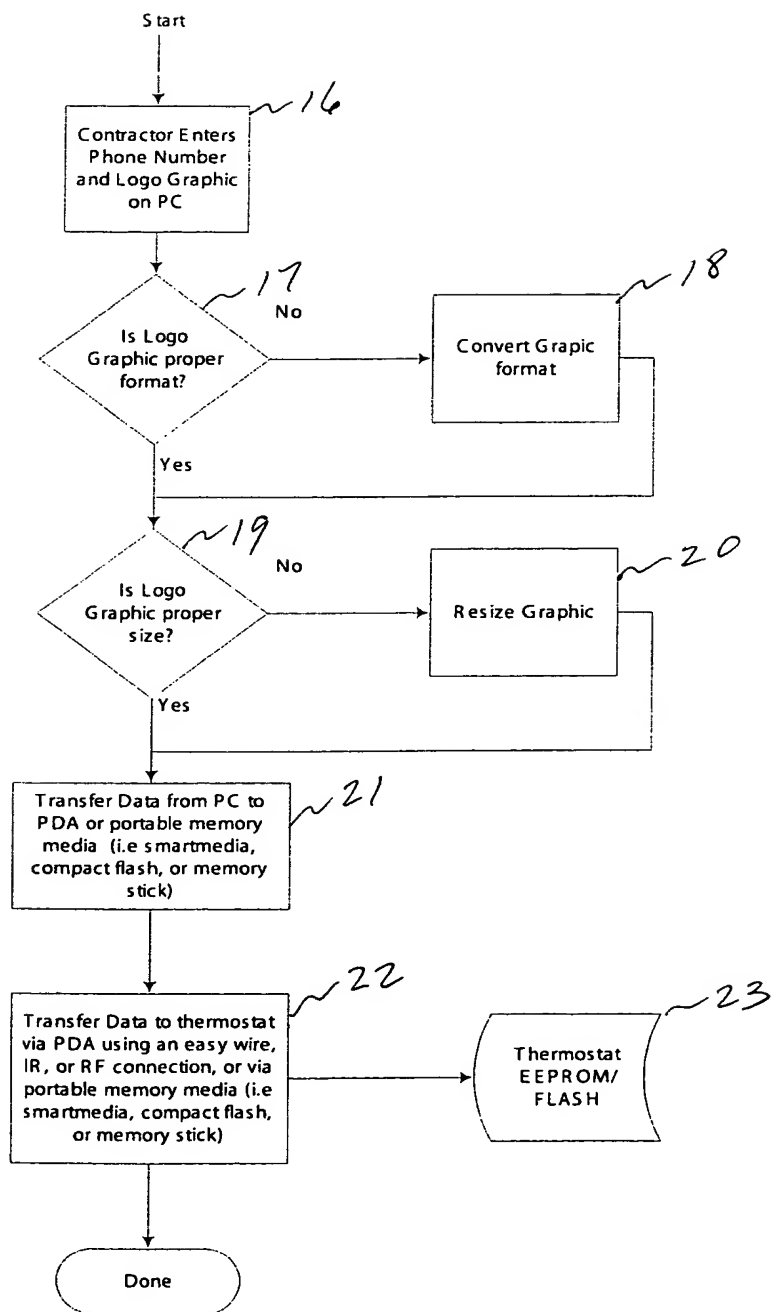 Start
16
Contractor Enters
Phone Number
and Logo Graphic
on PC
17
No
18
Is Logo
Graphic proper
format?
Convert Grapic
format
Yes
19
No
20
Is Logo
Graphic proper
size?
Resize Graphic
Yes
21
Transfer Data from PC to
PDA or portable memory
media (i.e smartmedia,
compact flash, or memory
stick)
22
23
Transfer Data to thermostat
via PDA using an easy wire,
IR, or RF connection, or via
portable memory media (i.e
smartmedia, compact flash,
or memory stick)
Thermostat
EEPROM/
FLASH
Done